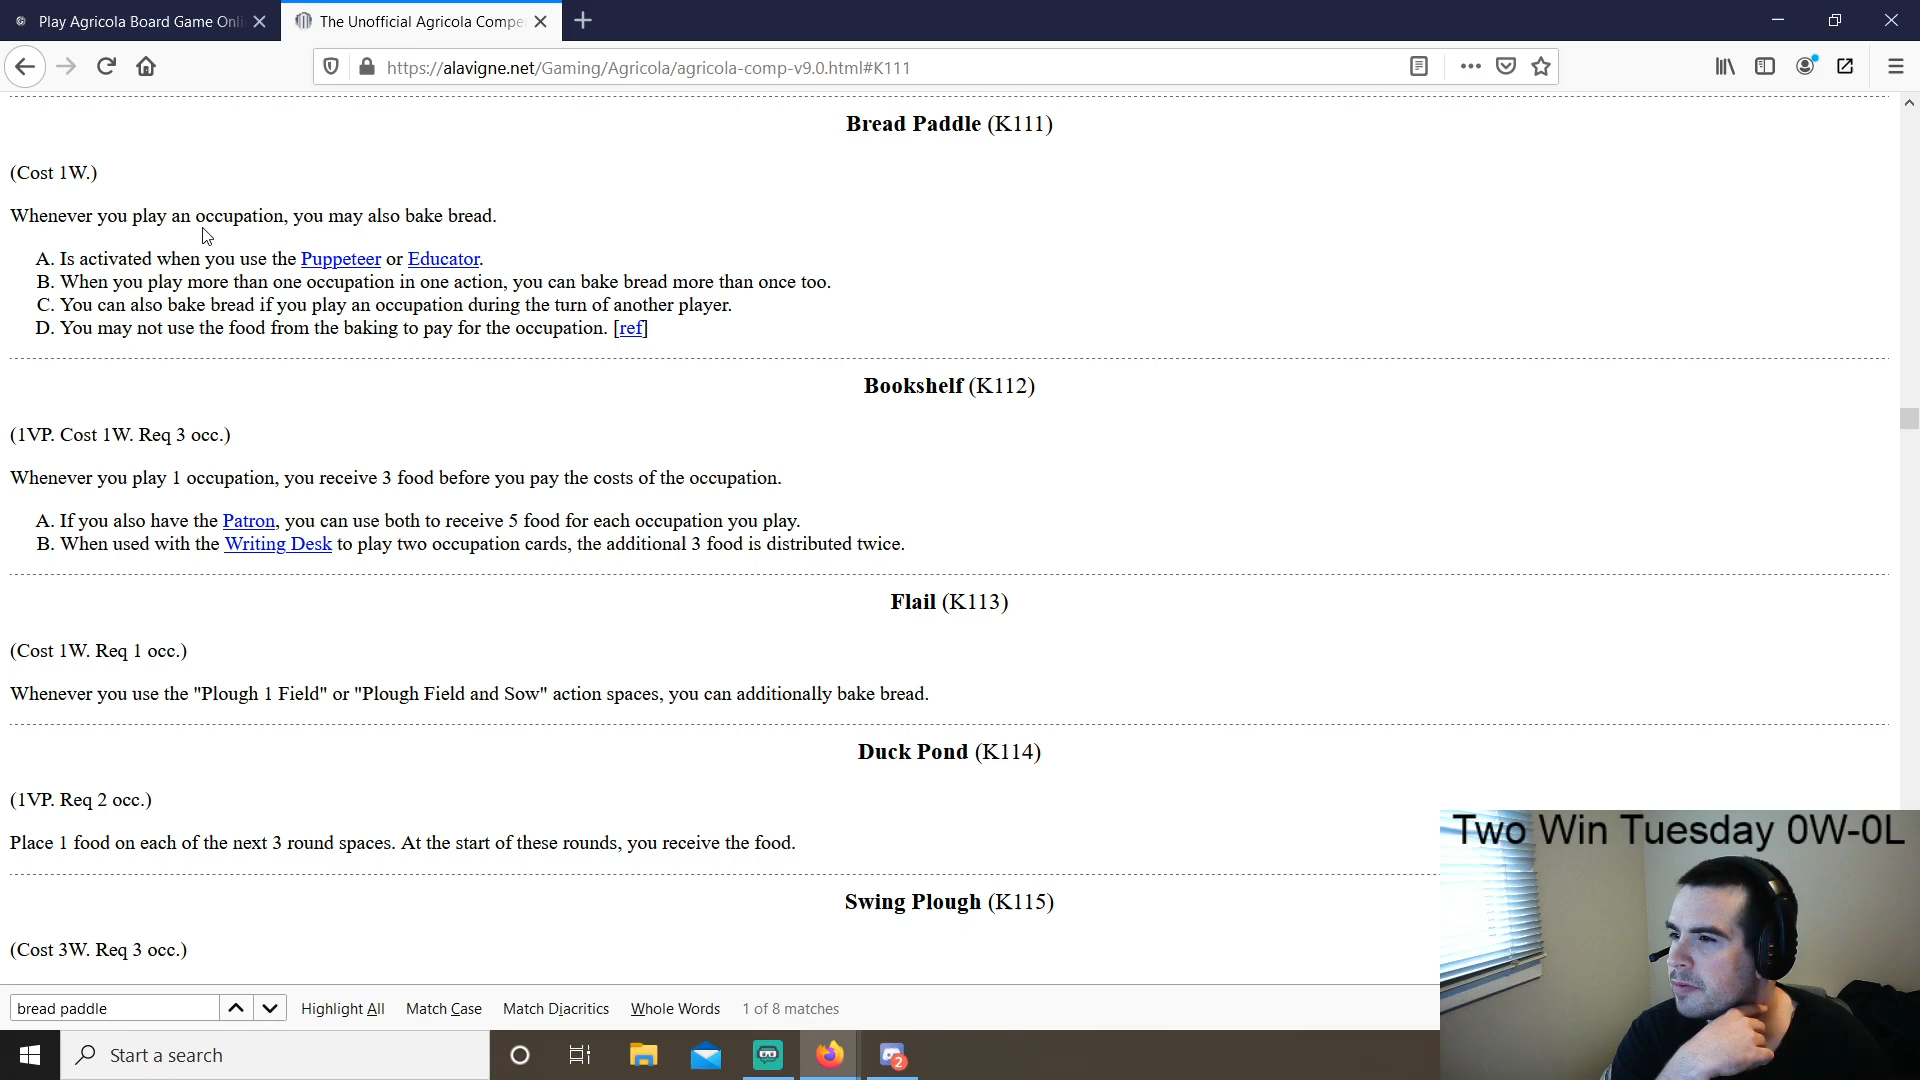 Play Agricola Board Game Onli
The Unofficial Agricola Compe
https://alavigne.net/Gaming/Agricola/agricola-comp-v9.0.html#K111
Bread Paddle (K111)
(Cost 1W.)
Whenever you play an occupation, you may also bake bread.
A. Is activated when you use the Puppeteer or Educator.
B. When you play more than one occupation in one action, you can bake bread more than once too.
C. You can also bake bread if you play an occupation during the turn of another player.
D. You may not use the food from the baking to pay for the occupation. [ref]
Bookshelf (K112)
(1VP. Cost 1W. Req 3 occ.)
Whenever you play 1 occupation, you receive 3 food before you pay the costs of the occupation.
A. If you also have the Patron, you can use both to receive 5 food for each occupation you play.
B. When used with the Writing Desk to play two occupation cards, the additional 3 food is distributed twice.
Flail (K113)
(Cost 1W. Req 1 occ.)
Whenever you use the "Plough 1 Field" or "Plough Field and Sow" action spaces, you can additionally bake bread.
Duck Pond (K114)
(1VP. Req 2 occ.)
Place 1 food on each of the next 3 round spaces. At the start of these rounds, you receive the food.
Swing Plough (K115)
(Cost 3W. Req 3 occ.)
Two Win Tuesday 0W-0L
bread paddle
Highlight All
Match Case
Match Diacritics
Whole Words
1 of 8 matches
Start a search
2